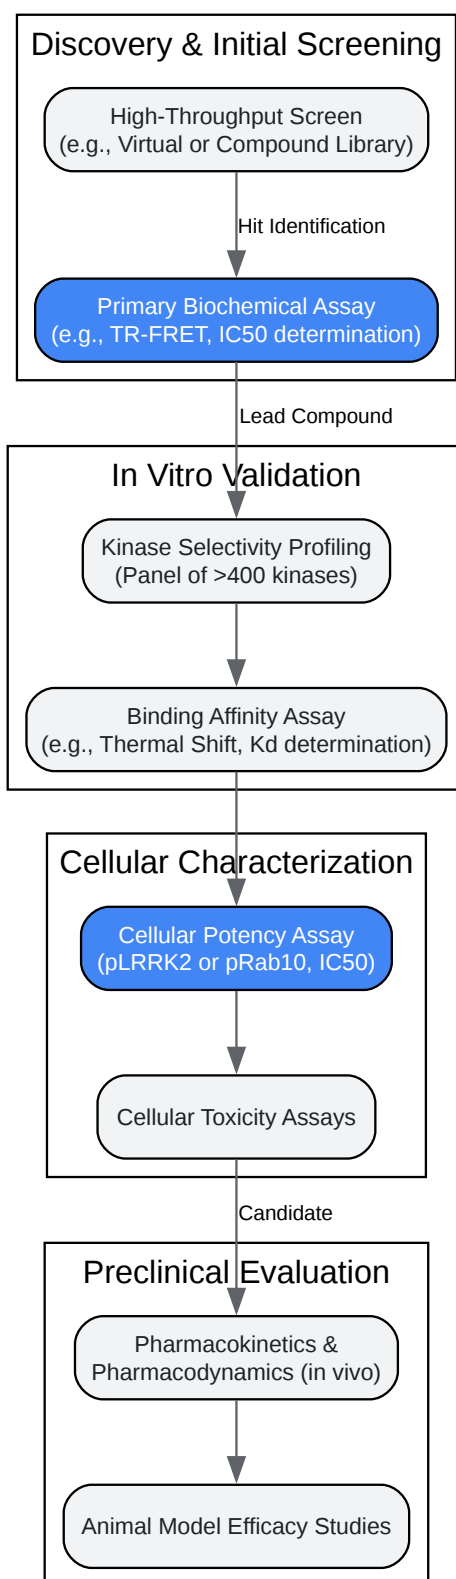 Discovery & Initial Screening
High-Throughput Screen
(e.g., Virtual or Compound Library)
Hit Identification
Primary Biochemical Assay
(e.g., TR-FRET, IC50 determination)
Lead Compound
In Vitro Validation
Kinase Selectivity Profiling
(Panel of >400 kinases)
Binding Affinity Assay
(e.g., Thermal Shift, Kd determination)
Cellular Characterization
Cellular Potency Assay
(pLRRK2 or pRab10, IC50)
Cellular Toxicity Assays
Candidate
Preclinical Evaluation
Pharmacokinetics &
Pharmacodynamics (in vivo)
Animal Model Efficacy Studies